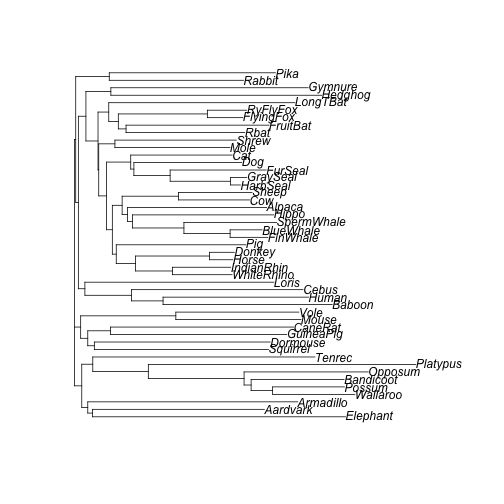 Pika
Rabbit
Gymnure
Hedghog
LongTBat
RyFlyFox
FlyingFox
FruitBat
Rbat
Shrew
Mole
Cat
Dog
FurSeal
GraySeal
HarbSeal
Sheep
Cow
Alpaca
Hippo
SpermWhale
BlueWhale
FinWhale
Pig
Donkey
Horse
IndianRhin
WhiteRhino
Loris
Cebus
Human
Baboon
Vole
Mouse
CaneRat
GuineaPig
Dormouse
Squirrel
Tenrec
Platypus
Opposum
Bandicoot
Possum
Wallaroo
Armadillo
Aardvark
Elephant